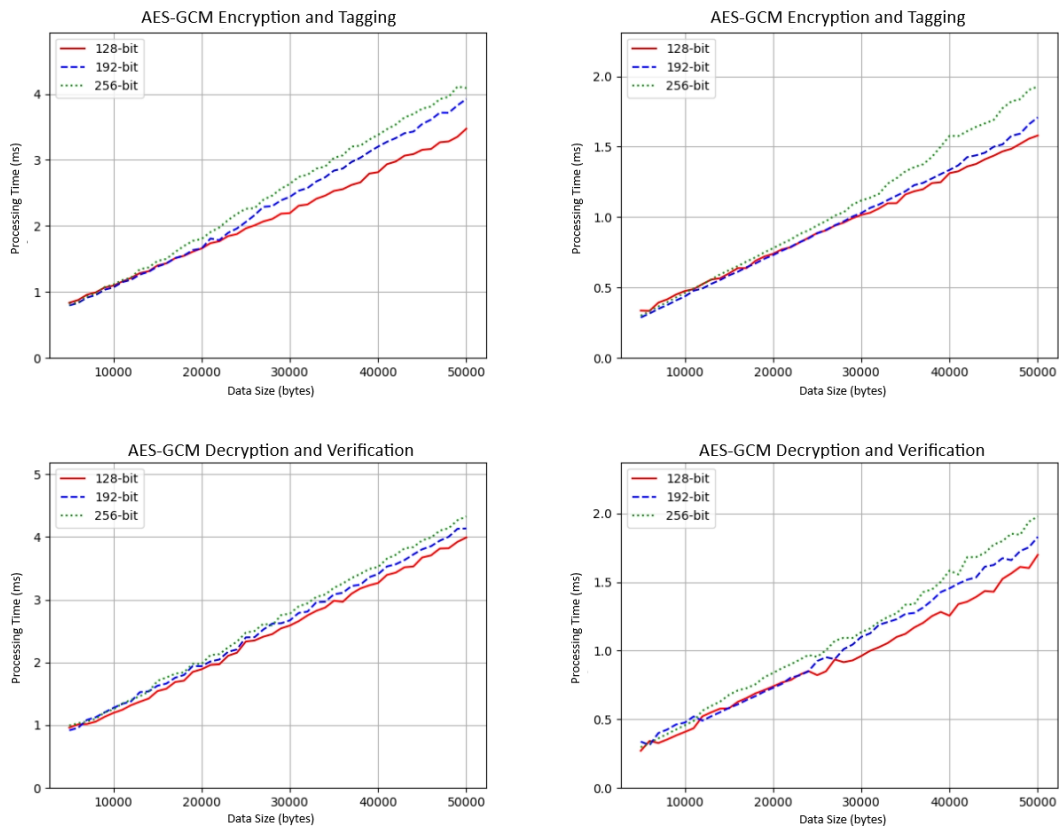 AES-GCM Encryption and Tagging
128-bit
192-bit
256-bit
4
3
2
1
0
Processing Time (ms)
10000 20000 30000 40000 50000
Data Size (bytes)
AES-GCM Encryption and Tagging
128-bit
192-bit
256-bit
2.0
1.5
1.0
0.5
0.0
Processing Time (ms)
10000 20000 30000 40000 50000
Data Size (bytes)
AES-GCM Decryption and Verification
128-bit
192-bit
256-bit
5
4
3
2
1
0
Processing Time (ms)
10000 20000 30000 40000 50000
Data Size (bytes)
AES-GCM Decryption and Verification
128-bit
192-bit
256-bit
2.0
1.5
1.0
0.5
0.0
Processing Time (ms)
10000 20000 30000 40000 50000
Data Size (bytes)